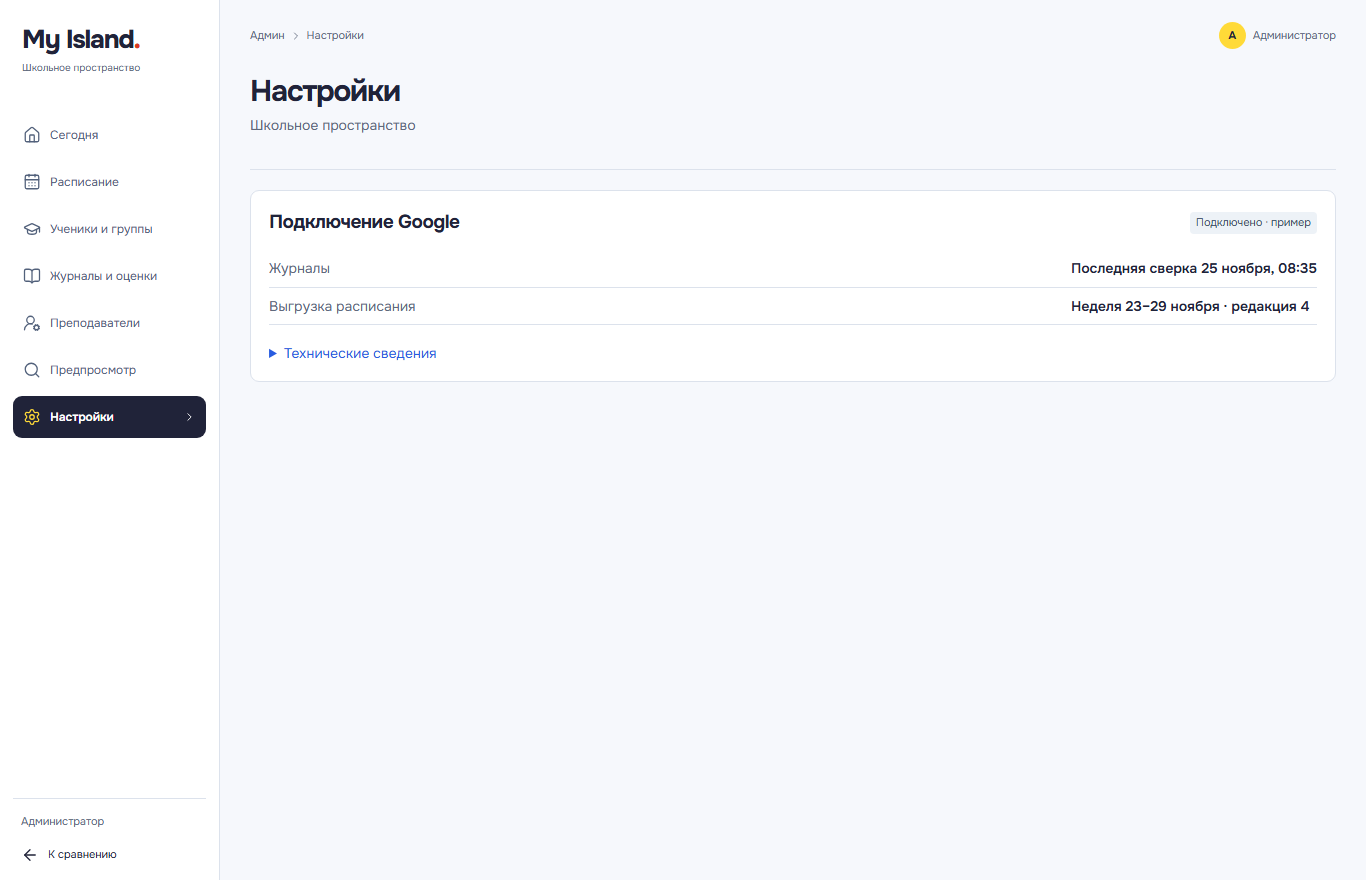 My Island.
Школьное пространство
Сегодня
Расписание
Ученики и группы
Журналы и оценки
Преподаватели
Предпросмотр
Настройки
Администратор
К сравнению
Админ
Настройки
А
Администратор
Настройки
Школьное пространство
Подключение Google
Подключено · пример
Журналы
Последняя сверка 25 ноября, 08:35
Выгрузка расписания
Неделя 23–29 ноября · редакция 4
Технические сведения